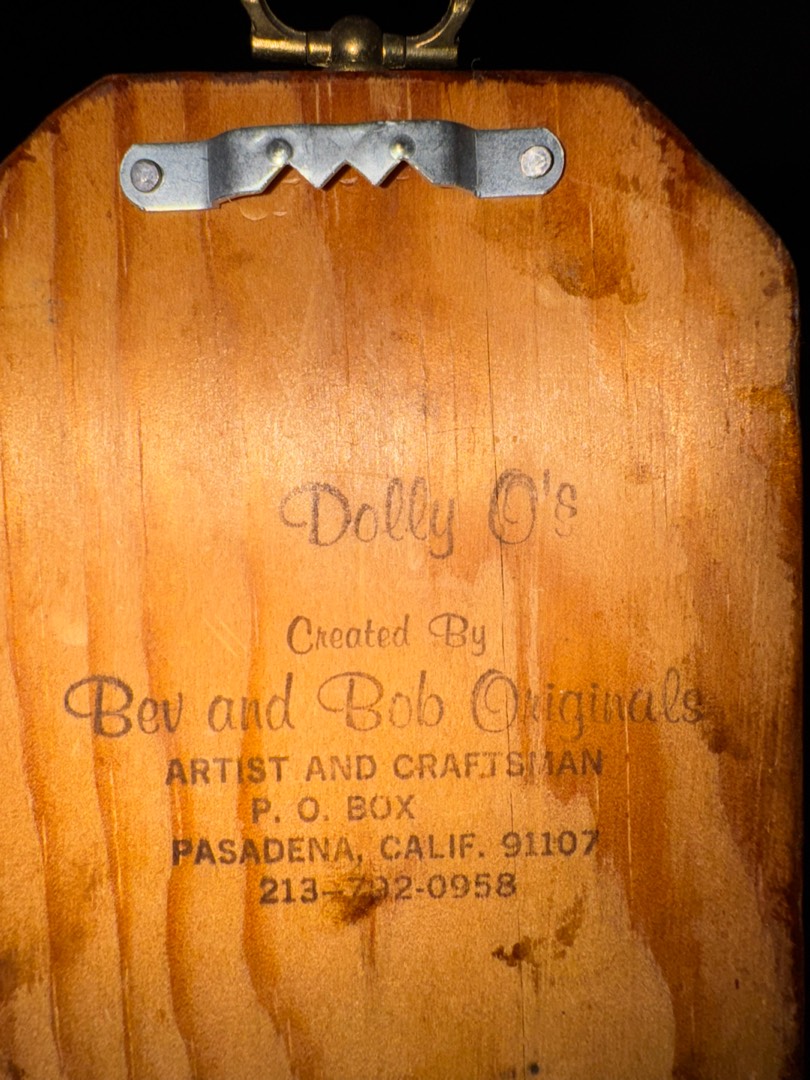 Dolly O's
Created By
Bev and Bob Originals
ARTIST AND CRAFTSMAN
P. O. BOX
PASADENA, CALIF. 91107
213-792-0958